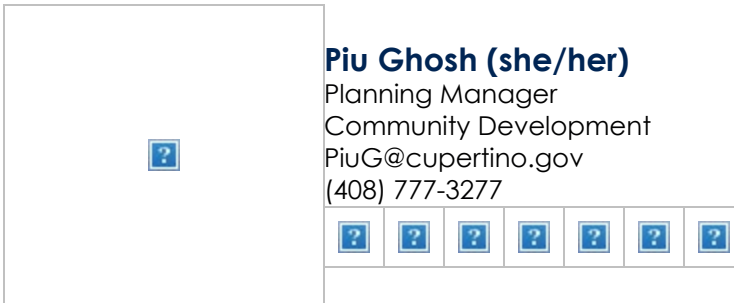 Piu Ghosh (she/her)
Planning Manager
Community Development
PiuG@cupertino.gov
(408) 777-3277